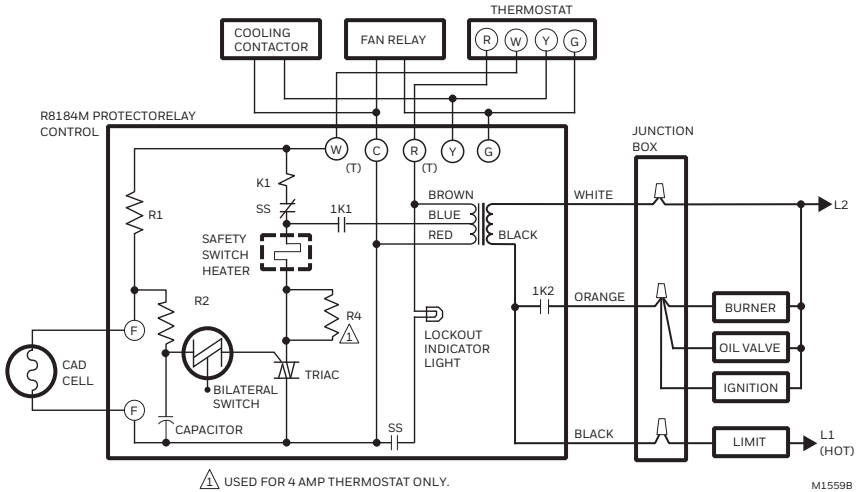 THERMOSTAT
COOLING
CONTACTOR
FAN RELAY
R W Y G
R8184M PROTECTORELAY
CONTROL
JUNCTION
BOX
W C R Y G
(T) (T)
K1
BROWN
WHITE
SS
1K1
BLUE
L2
R1
RED
BLACK
SAFETY
SWITCH
HEATER
1K2
ORANGE
R2
R4
1
BURNER
F
LOCKOUT
INDICATOR
LIGHT
OIL VALVE
CAD
CELL
TRIAC
IGNITION
BILATERAL
SWITCH
F
CAPACITOR
SS
BLACK
LIMIT
L1
(HOT)
1 USED FOR 4 AMP THERMOSTAT ONLY.
M1559B